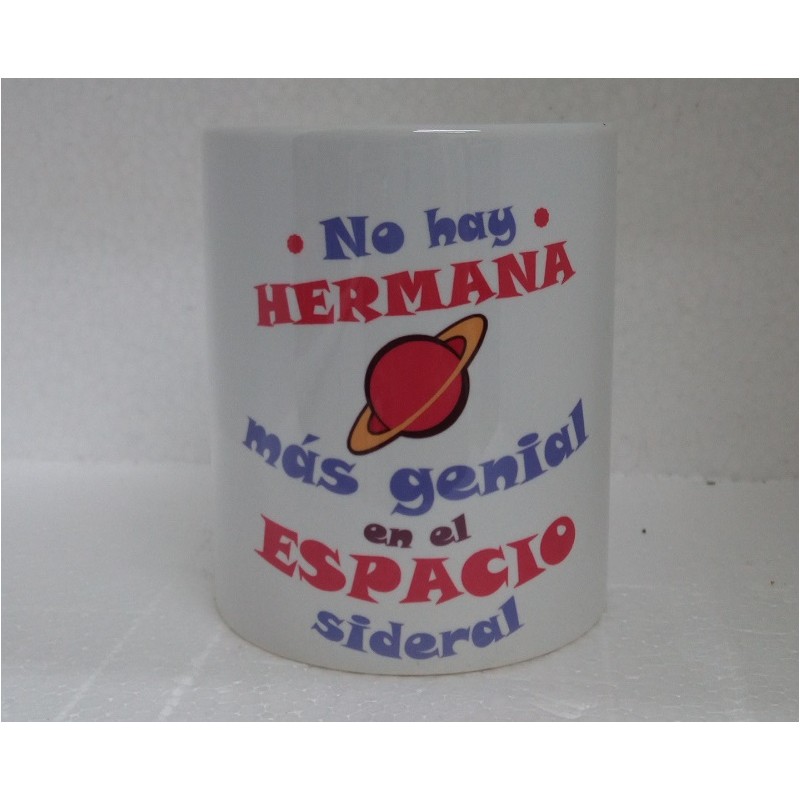 No hay
HERMANA
más genial
en el
ESPACIO
sideral